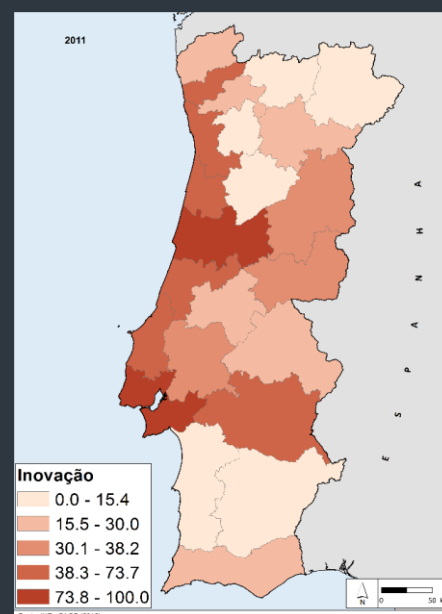 2011
E S P A N H A
Inovação
0.0 - 15.4
15.5 - 30.0
30.1 - 38.2
38.3 - 73.7
73.8 - 100.0
N
0
50